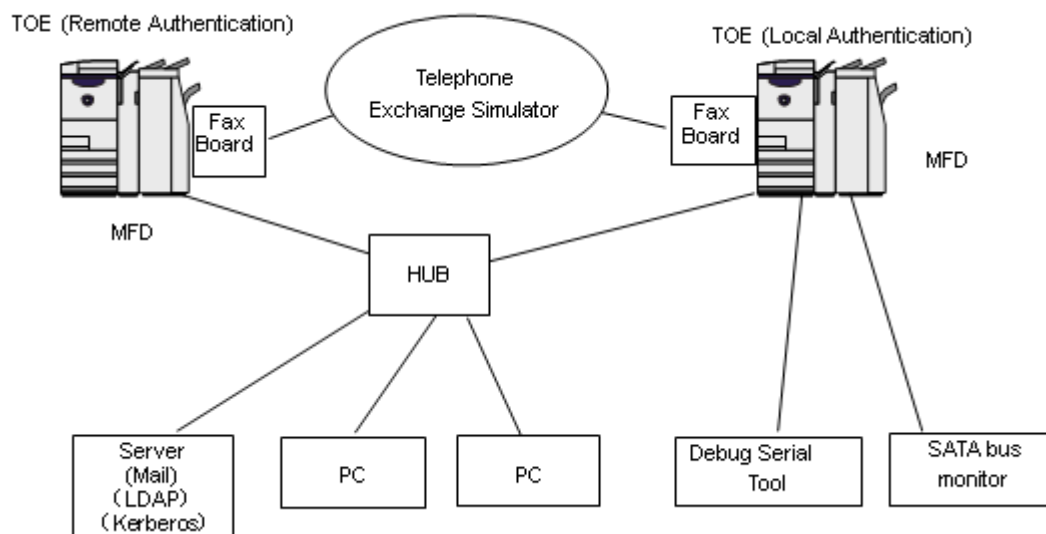 TOE (Remote Authentication)
TOE (Local Authentication)
Telephone
Exchange Simulator
Fax
Board
Fax
Board
MFD
MFD
HUB
Server
(Mail)
(LDAP)
(Kerberos)
PC
PC
Debug Serial
Tool
SATA bus
monitor